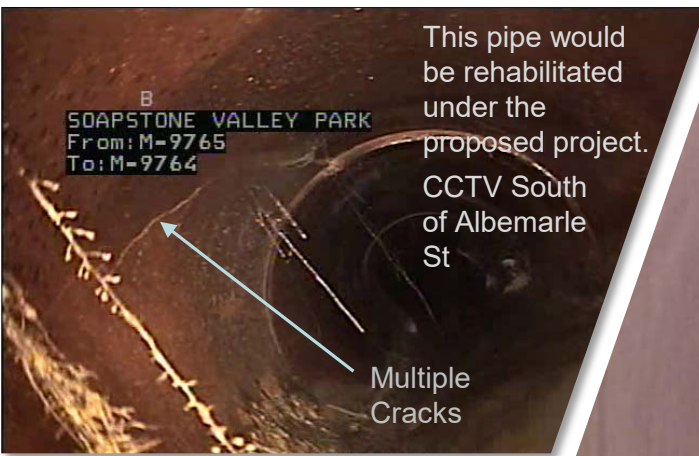 This pipe would
be rehabilitated
under the
proposed project.
CCTV South
of Albemarle
St
B
SOAPSTONE VALLEY PARK
From:M-9765
To:M-9764
Multiple
Cracks